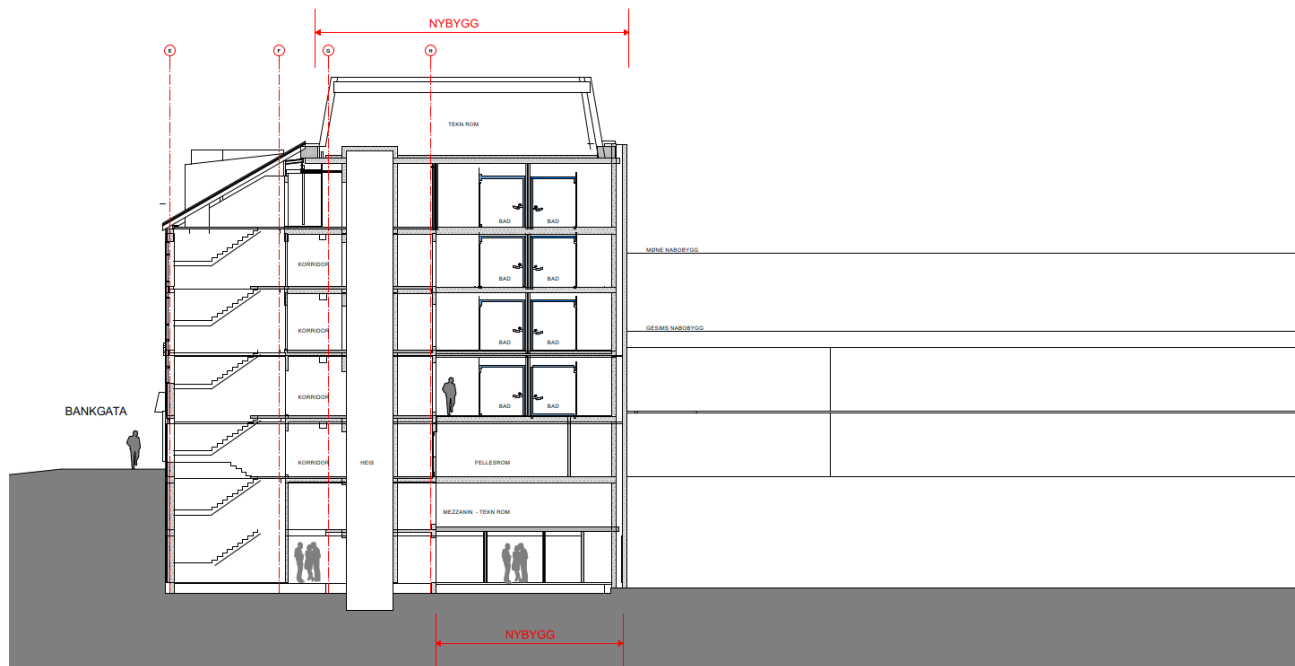 NYBYGG
E
F
G
H
TEKN ROM
BAD
BAD
MØNE NABOBYGG
KORRIDOR
BAD
BAD
GESIMS NABOBYGG
KORRIDOR
BAD
BAD
KORRIDOR
BAD
BAD
BANKGATA
KORRIDOR
HEIS
FELLESROM
MEZZANIN - TEKN ROM
NYBYGG